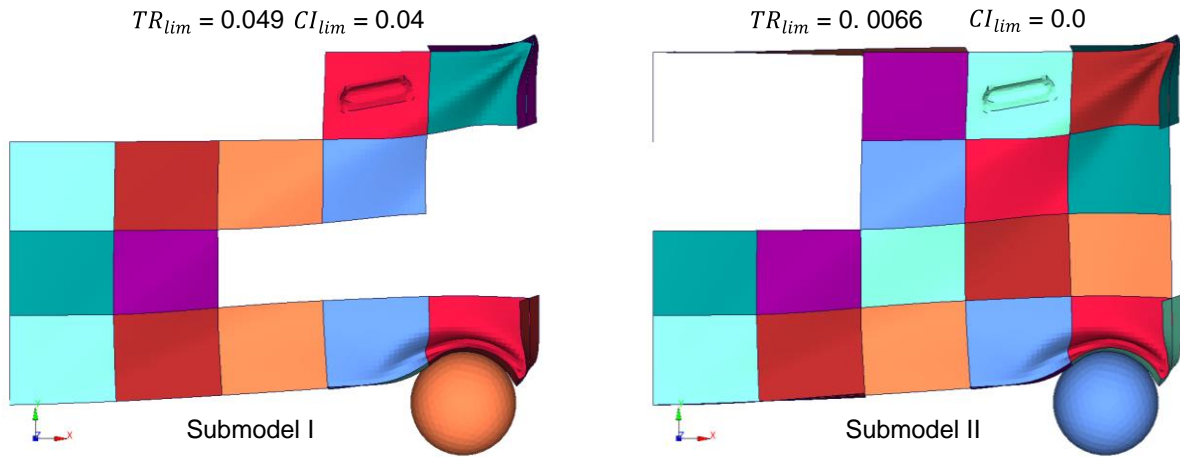 TR_lim = 0.049 CI_lim = 0.04
TR_lim = 0. 0066 CI_lim = 0.0
Submodel I
Submodel II
Y
Z
X
Y
Z
X